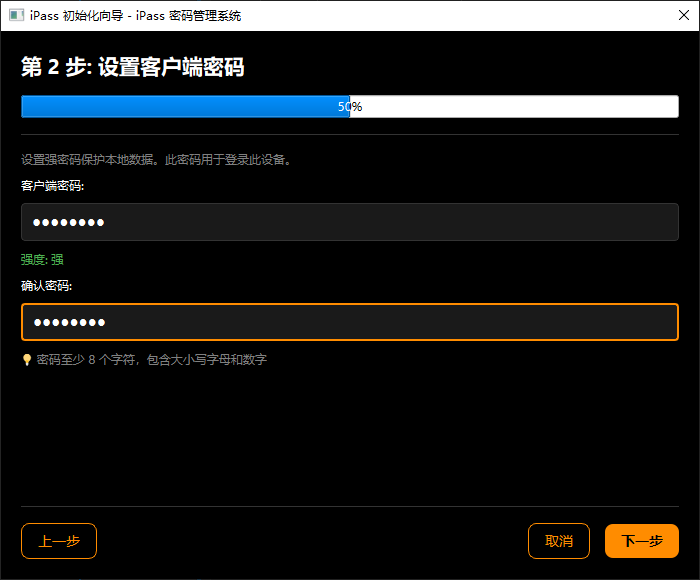 iPass 初始化向导 - iPass 密码管理系统
第 2 步: 设置客户端密码
50%
设置强密码保护本地数据。此密码用于登录此设备。
客户端密码:
●●●●●●●●
强度: 强
确认密码:
●●●●●●●●
💡 密码至少 8 个字符，包含大小写字母和数字
上一步 取消 下一步